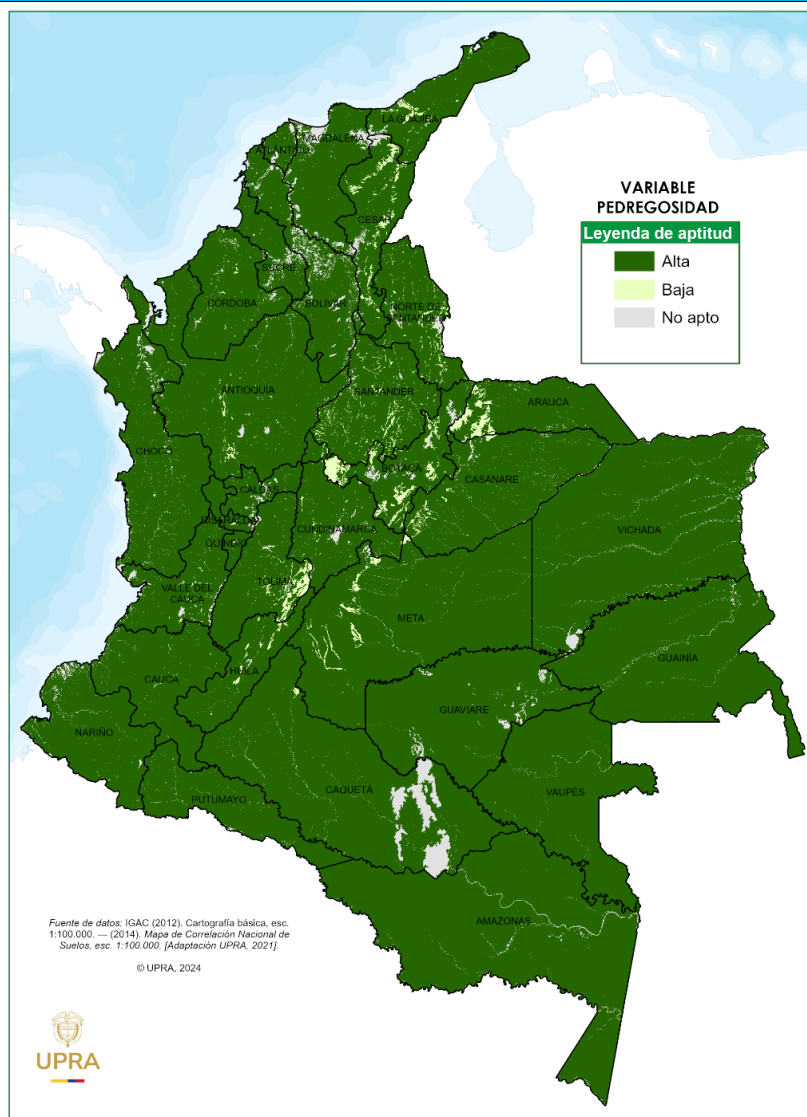 VARIABLE
PEDREGOSIDAD
Leyenda de aptitud
Alta
Baja
No apto
LA GUAJIRA
MAGDALENA
ATLÁNTICO
CESAR
SUCRE
CÓRDOBA
BOLÍVAR
NORTE DE
SANTANDER
ANTIOQUIA
SANTANDER
ARAUCA
CHOCÓ
BOYACÁ
CASANARE
CALDAS
VICHADA
RISARALDA
CUNDINAMARCA
QUINDÍO
TOLIMA
VALLE DEL
CAUCA
META
GUAINÍA
HUILA
CAUCA
GUAVIARE
NARIÑO
CAQUETÁ
VAUPÉS
PUTUMAYO
AMAZONAS
Fuente de datos: IGAC (2012). Cartografía básica, esc.
1:100.000. — (2014). Mapa de Correlación Nacional de
Suelos, esc. 1:100.000. [Adaptación UPRA, 2021].
© UPRA, 2024
UPRA